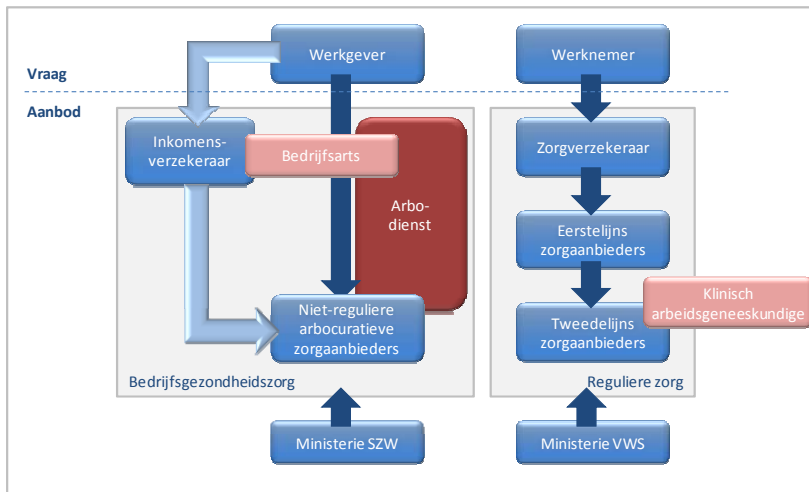 Werkgever
Werknemer
Vraag
Aanbod
Inkomens-
verzekeraar
Bedrijfsarts
Arbo-
dienst
Niet-reguliere
arbocuratieve
zorgaanbieders
Bedrijfsgezondheidszorg
Ministerie SZW
Zorgverzekeraar
Eerstelijns
zorgaanbieders
Klinisch
arbeidsgeneeskundige
Tweedelijns
zorgaanbieders
Reguliere zorg
Ministerie VWS